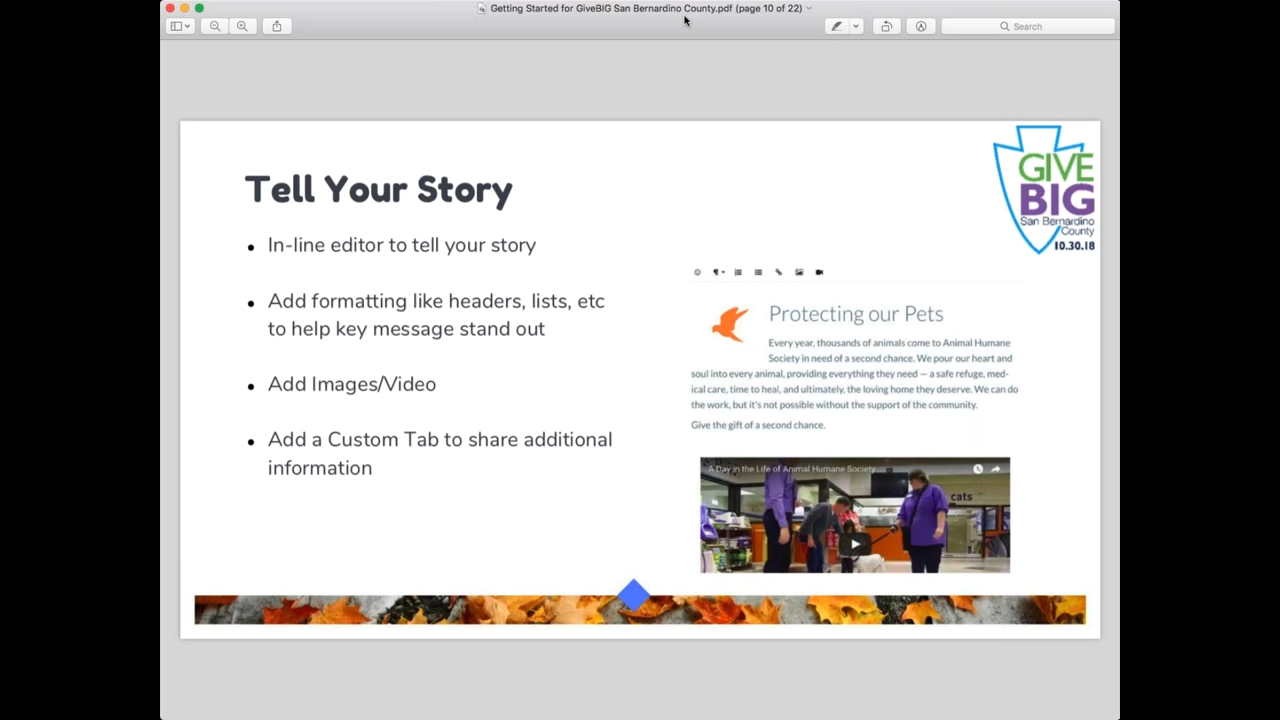 Getting Started for GiveBIG San Bernardino County.pdf (page 10 of 22)
Search
GIVE
BIG
San Bernardino
County
10.30.18
Tell Your Story
• In-line editor to tell your story
• Add formatting like headers, lists, etc
to help key message stand out
• Add Images/Video
• Add a Custom Tab to share additional
information
Protecting our Pets
Every year, thousands of animals come to Animal Humane
Society in need of a second chance. We pour our heart and
soul into every animal, providing everything they need — a safe refuge, med-
ical care, time to heal, and ultimately, the loving home they deserve. We can do
the work, but it's not possible without the support of the community.
Give the gift of a second chance.
A Day in the Life of Animal Humane Society
cats